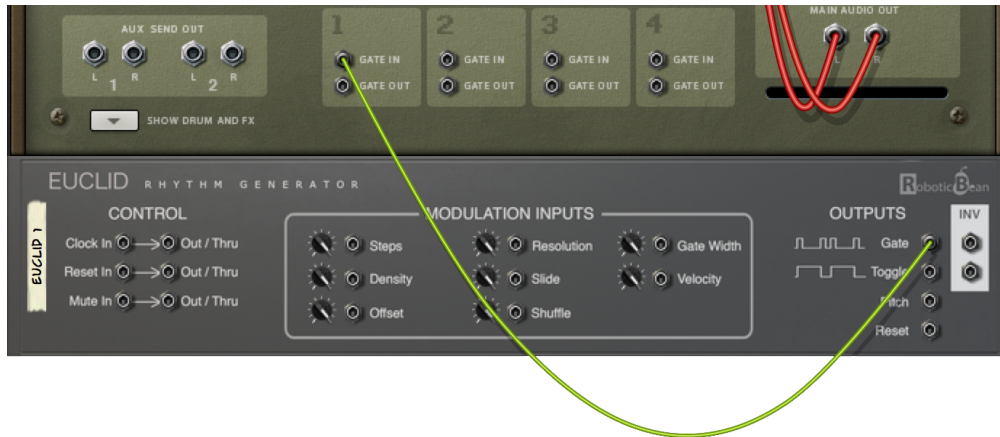 AUX SEND OUT
L R L R
1 2
SHOW DRUM AND FX
1 2 3 4
GATE IN GATE IN GATE IN GATE IN
GATE OUT GATE OUT GATE OUT GATE OUT
MAIN AUDIO OUT
L R
EUCLID RHYTHM GENERATOR
RoboticBean
EUCLID 1
CONTROL
Clock In Out / Thru
Reset In Out / Thru
Mute In Out / Thru
MODULATION INPUTS
Steps Resolution Gate Width
Density Slide Velocity
Offset Shuffle
OUTPUTS INV
Gate
Toggle
Pitch
Reset